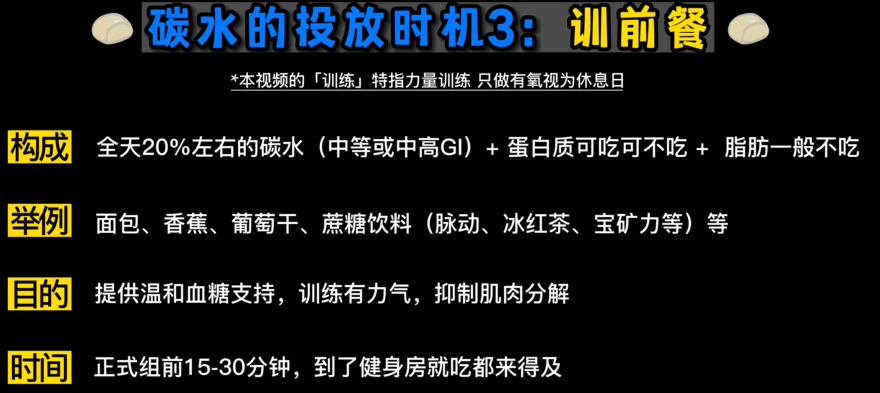 碳水的投放时机3：训前餐
*本视频的「训练」特指力量训练 只做有氧视为休息日
构成 全天20%左右的碳水（中等或中高GI）+ 蛋白质可吃可不吃 + 脂肪一般不吃
举例 面包、香蕉、葡萄干、蔗糖饮料（脉动、冰红茶、宝矿力等）等
目的 提供温和血糖支持，训练有力气，抑制肌肉分解
时间 正式组前15-30分钟，到了健身房就吃都来得及